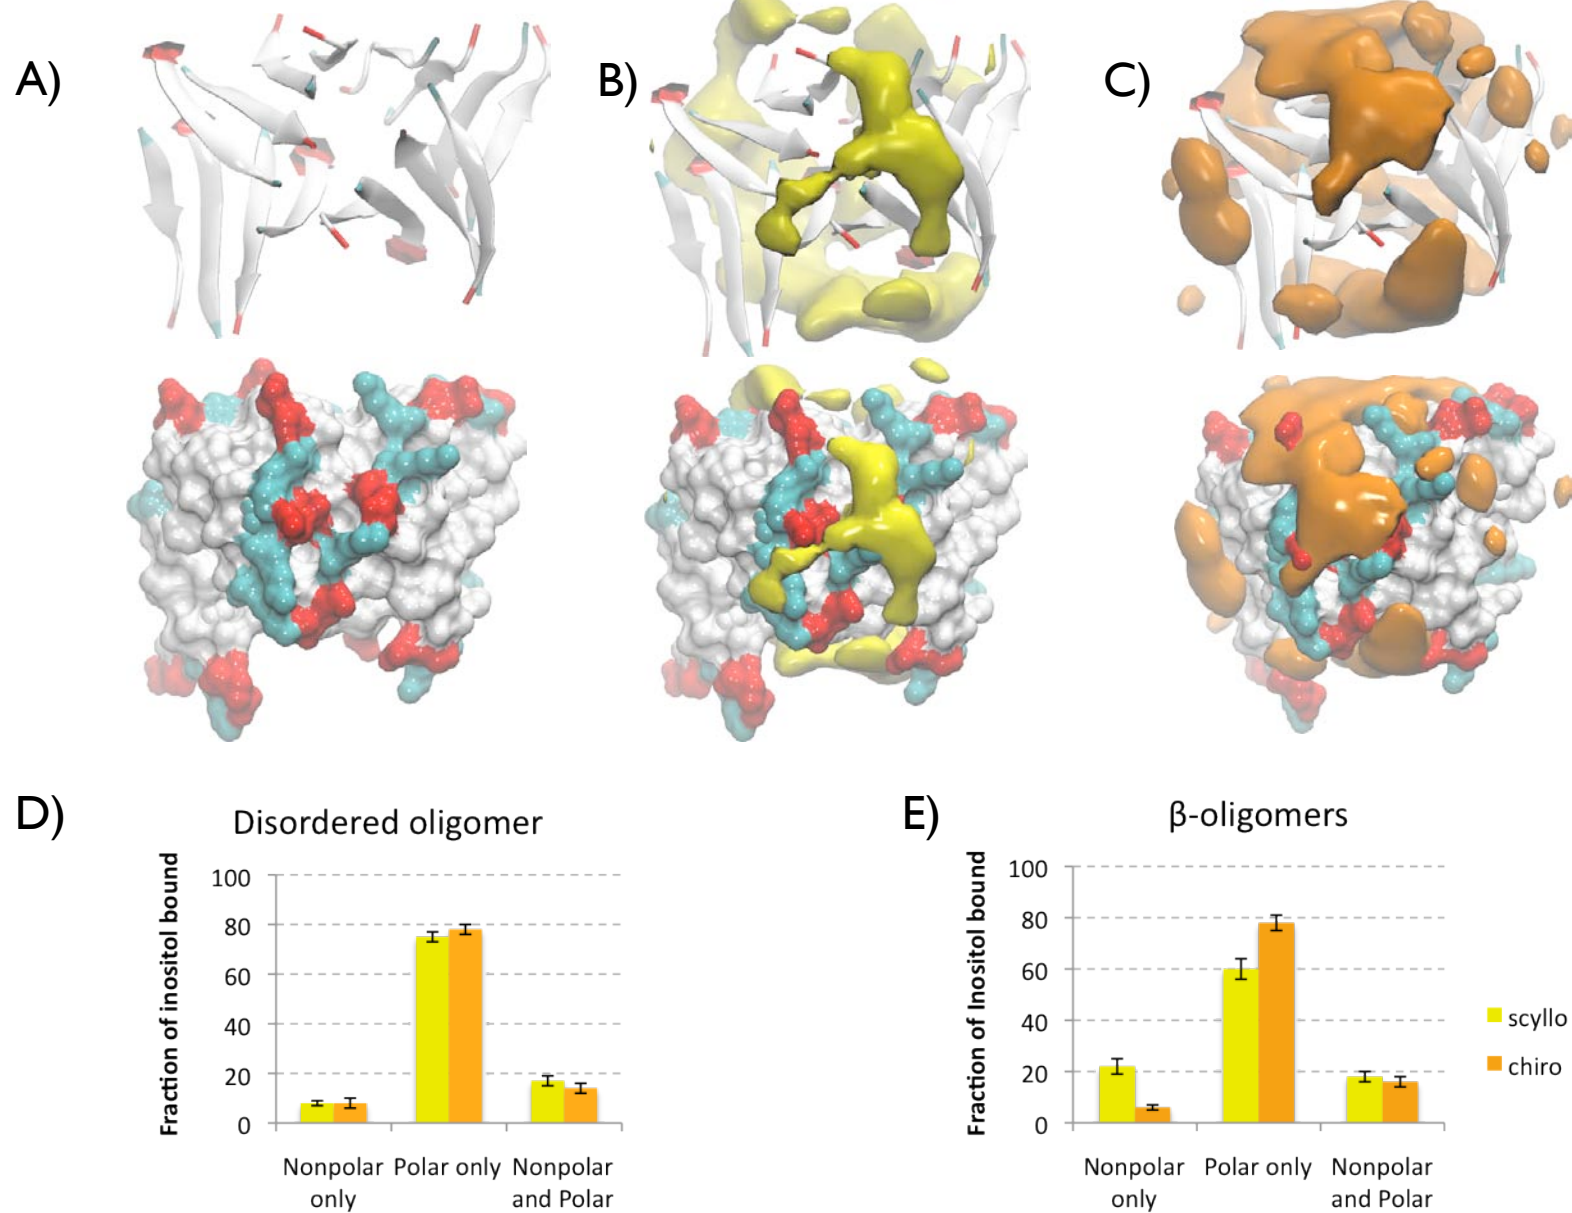 A)
B)
C)
D)
Disordered oligomer
Fraction of inositol bound
100
80
60
40
20
0
Nonpolar only
Polar only
Nonpolar and Polar
E)
β-oligomers
Fraction of Inositol bound
100
80
60
40
20
0
Nonpolar only
Polar only
Nonpolar and Polar
scyllo
chiro